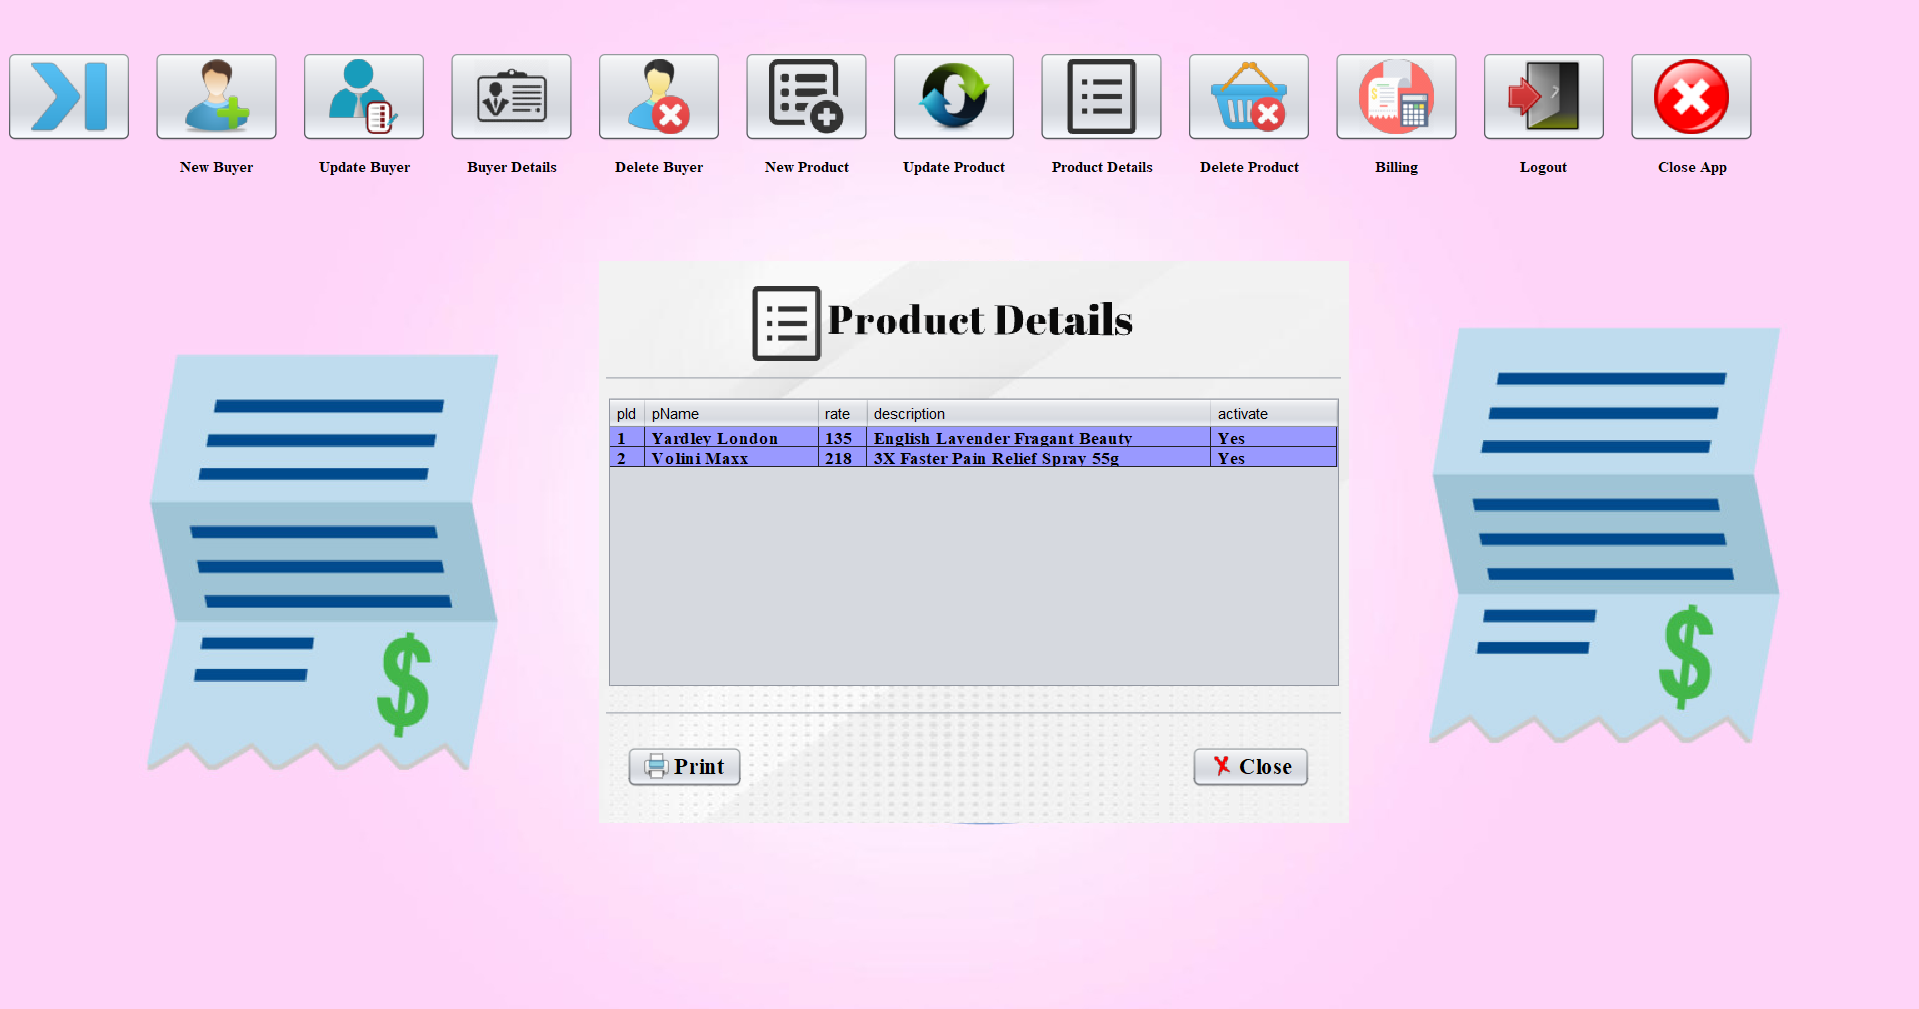 New Buyer Update Buyer Buyer Details Delete Buyer New Product Update Product Product Details Delete Product Billing Logout Close App
Product Details
pId pName rate description activate
1 Yardley London 135 English Lavender Fragant Beauty Yes
2 Volini Maxx 218 3X Faster Pain Relief Spray 55g Yes
Print Close
$
$